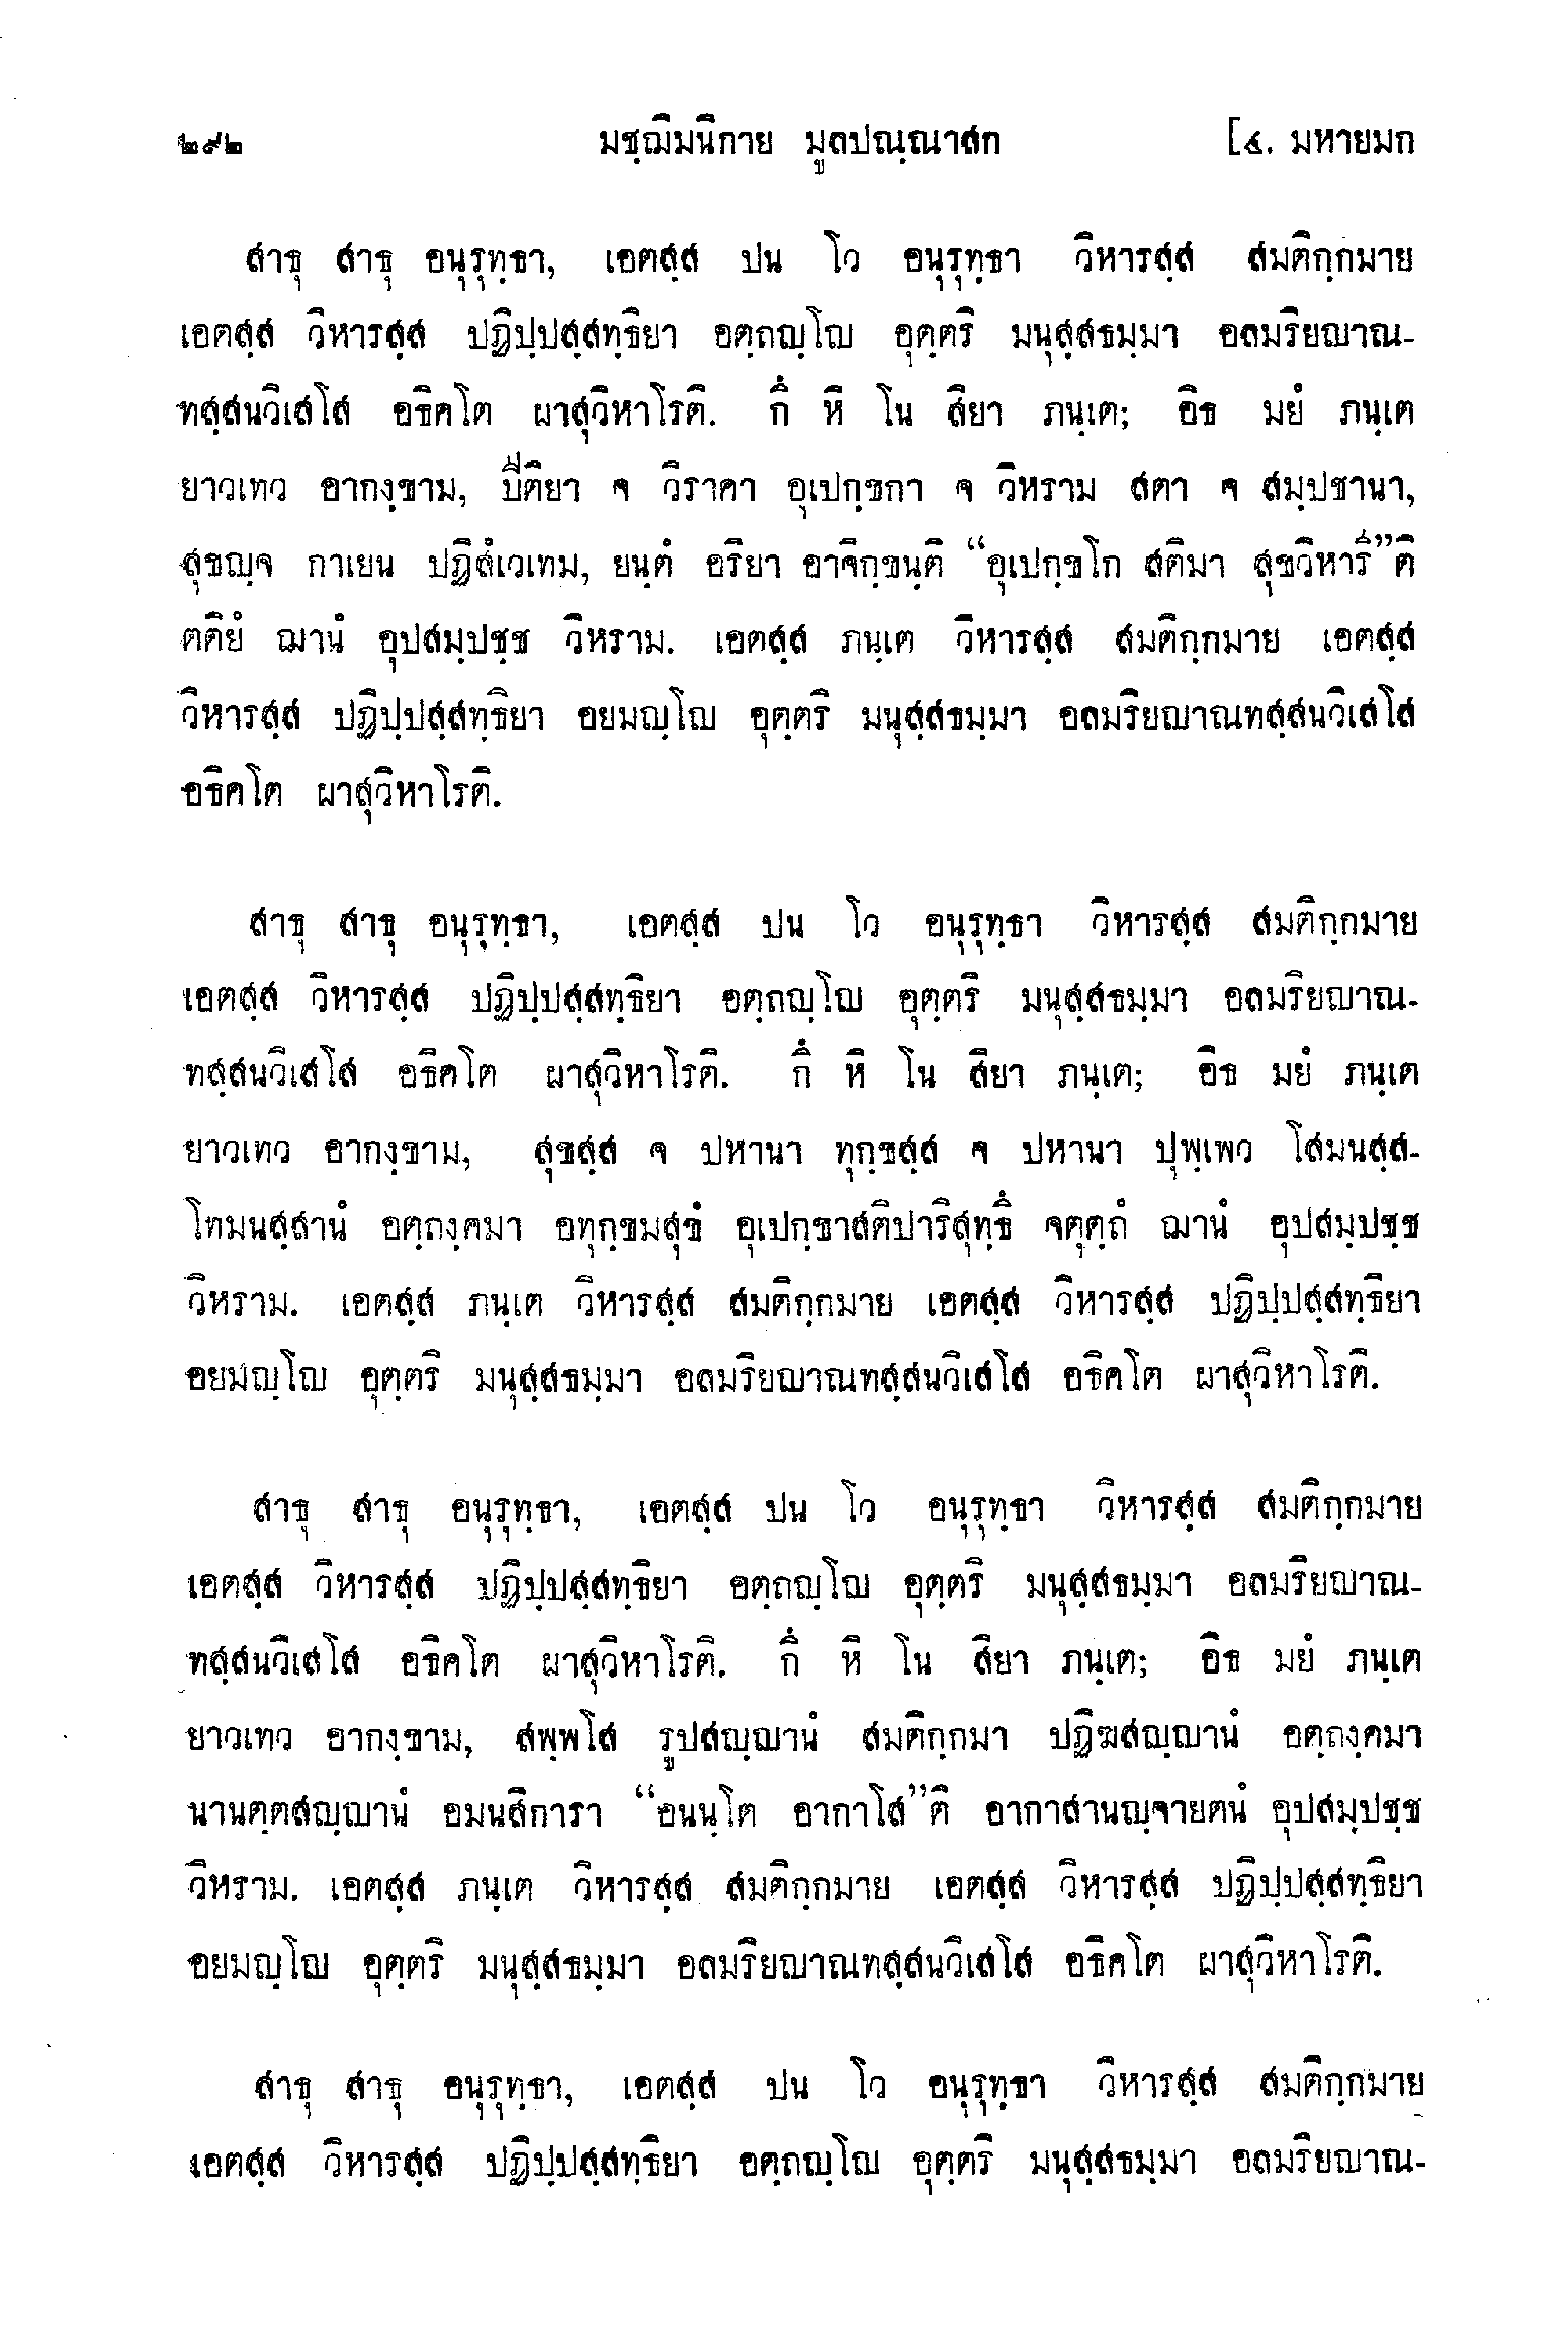 ๒๙๒ มชฺฌิมนิกาย มูลปณฺณาสก [๔. มหายมก
สาธุ สาธุ อนุรุทฺธา, เอตสฺส ปน โว อนุรุทฺธา วิหารสฺส สมติกฺกมาย
เอตสฺส วิหารสฺส ปฏิปฺปสฺสทฺธิยา อตฺถญฺโญ อุตฺตริ มนุสฺสธมฺมา อลมริยญาณ-
ทสฺสนวิเสโส อธิคโต ผาสุวิหาโรติ. กิํ หิ โน สิยา ภนฺเต; อิธ มยํ ภนฺเต
ยาวเทว อากงฺขาม, ปีติยา จ วิราคา อุเปกฺขกา จ วิหราม สตา จ สมฺปชานา,
สุขญฺจ กาเยน ปฏิสํเวเทม, ยนฺตํ อริยา อาจิกฺขนฺติ “อุเปกฺขโก สติมา สุขวิหารี”ติ
ตติยํ ฌานํ อุปสมฺปชฺช วิหราม. เอตสฺส ภนฺเต วิหารสฺส สมติกฺกมาย เอตสฺส
วิหารสฺส ปฏิปฺปสฺสทฺธิยา อยมญฺโญ อุตฺตริ มนุสฺสธมฺมา อลมริยญาณทสฺสนวิเสโส
อธิคโต ผาสุวิหาโรติ.
สาธุ สาธุ อนุรุทฺธา, เอตสฺส ปน โว อนุรุทฺธา วิหารสฺส สมติกฺกมาย
เอตสฺส วิหารสฺส ปฏิปฺปสฺสทฺธิยา อตฺถญฺโญ อุตฺตริ มนุสฺสธมฺมา อลมริยญาณ-
ทสฺสนวิเสโส อธิคโต ผาสุวิหาโรติ. กิํ หิ โน สิยา ภนฺเต; อิธ มยํ ภนฺเต
ยาวเทว อากงฺขาม, สุขสฺส จ ปหานา ทุกฺขสฺส จ ปหานา ปุพฺเพว โสมนสฺส-
โทมนสฺสานํ อตฺถงฺคมา อทุกฺขมสุขํ อุเปกฺขาสติปาริสุทฺธิํ จตุตฺถํ ฌานํ อุปสมฺปชฺช
วิหราม. เอตสฺส ภนฺเต วิหารสฺส สมติกฺกมาย เอตสฺส วิหารสฺส ปฏิปฺปสฺสทฺธิยา
อยมญฺโญ อุตฺตริ มนุสฺสธมฺมา อลมริยญาณทสฺสนวิเสโส อธิคโต ผาสุวิหาโรติ.
สาธุ สาธุ อนุรุทฺธา, เอตสฺส ปน โว อนุรุทฺธา วิหารสฺส สมติกฺกมาย
เอตสฺส วิหารสฺส ปฏิปฺปสฺสทฺธิยา อตฺถญฺโญ อุตฺตริ มนุสฺสธมฺมา อลมริยญาณ-
ทสฺสนวิเสโส อธิคโต ผาสุวิหาโรติ. กิํ หิ โน สิยา ภนฺเต; อิธ มยํ ภนฺเต
ยาวเทว อากงฺขาม, สพฺพโส รูปสญฺญานํ สมติกฺกมา ปฏิฆสญฺญานํ อตฺถงฺคมา
นานตฺตสญฺญานํ อมนสิการา “อนนฺโต อากาโส”ติ อากาสานญฺจายตนํ อุปสมฺปชฺช
วิหราม. เอตสฺส ภนฺเต วิหารสฺส สมติกฺกมาย เอตสฺส วิหารสฺส ปฏิปฺปสฺสทฺธิยา
อยมญฺโญ อุตฺตริ มนุสฺสธมฺมา อลมริยญาณทสฺสนวิเสโส อธิคโต ผาสุวิหาโรติ.
สาธุ สาธุ อนุรุทฺธา, เอตสฺส ปน โว อนุรุทฺธา วิหารสฺส สมติกฺกมาย
เอตสฺส วิหารสฺส ปฏิปฺปสฺสทฺธิยา อตฺถญฺโญ อุตฺตริ มนุสฺสธมฺมา อลมริยญาณ-